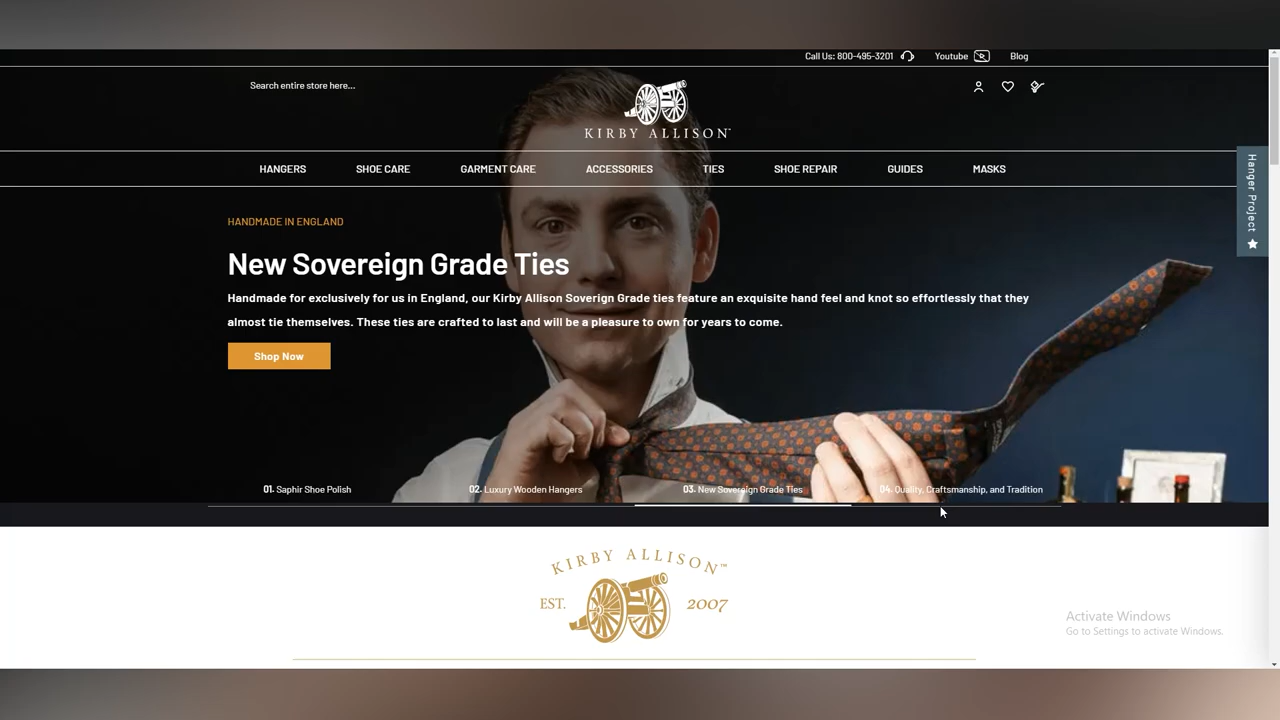 Call Us: 800-495-3201 Youtube Blog
Search entire store here...
KIRBY ALLISON™
HANGERS SHOE CARE GARMENT CARE ACCESSORIES TIES SHOE REPAIR GUIDES MASKS
Hanger Project
HANDMADE IN ENGLAND
New Sovereign Grade Ties
Handmade for exclusively for us in England, our Kirby Allison Soverign Grade ties feature an exquisite hand feel and knot so effortlessly that they
almost tie themselves. These ties are crafted to last and will be a pleasure to own for years to come.
Shop Now
01. Saphir Shoe Polish 02. Luxury Wooden Hangers 03. New Sovereign Grade Ties 04. Quality, Craftsmanship, and Tradition
KIRBY ALLISON™
EST. 2007
Activate Windows
Go to Settings to activate Windows.